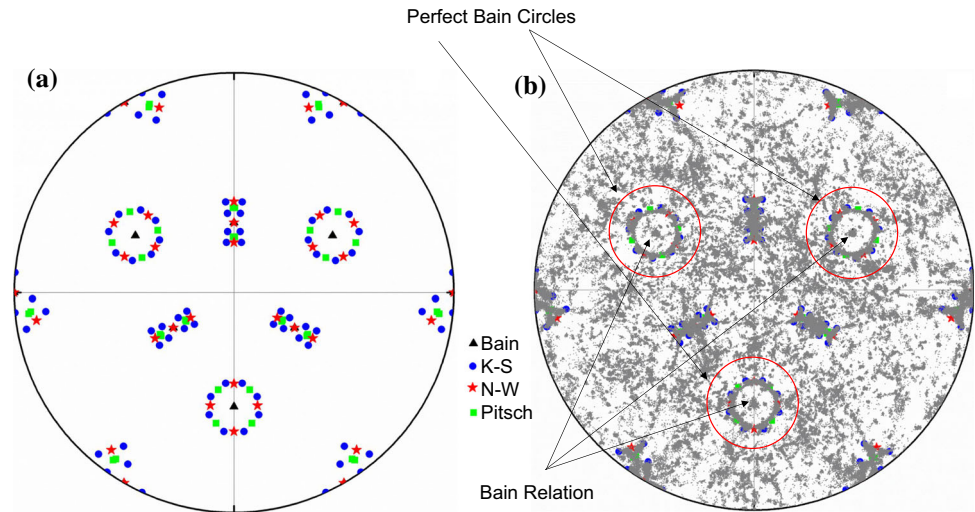 Perfect Bain Circles
(a)
(b)
Bain
K-S
N-W
Pitsch
Bain Relation